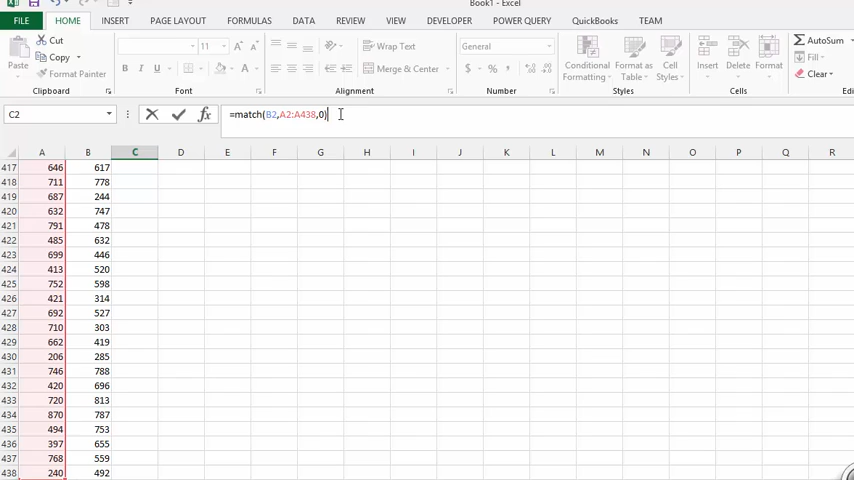 Book1 - Excel
FILE HOME INSERT PAGE LAYOUT FORMULAS DATA REVIEW VIEW DEVELOPER POWER QUERY QuickBooks TEAM
Cut 11 Wrap Text General AutoSum
Copy Fill
Paste Format Painter B I U Merge & Center $ % , Conditional Formatting Format as Table Cell Styles Insert Delete Format Clear
Clipboard Font Alignment Number Styles Cells
C2 fx =match(B2,A2:A438,0)
A B C D E F G H I J K L M N O P Q R
417 646 617
418 711 778
419 687 244
420 632 747
421 791 478
422 485 632
423 699 446
424 413 520
425 752 598
426 421 314
427 692 527
428 710 303
429 662 419
430 206 285
431 746 788
432 420 696
433 720 813
434 870 787
435 494 753
436 397 655
437 768 559
438 240 492